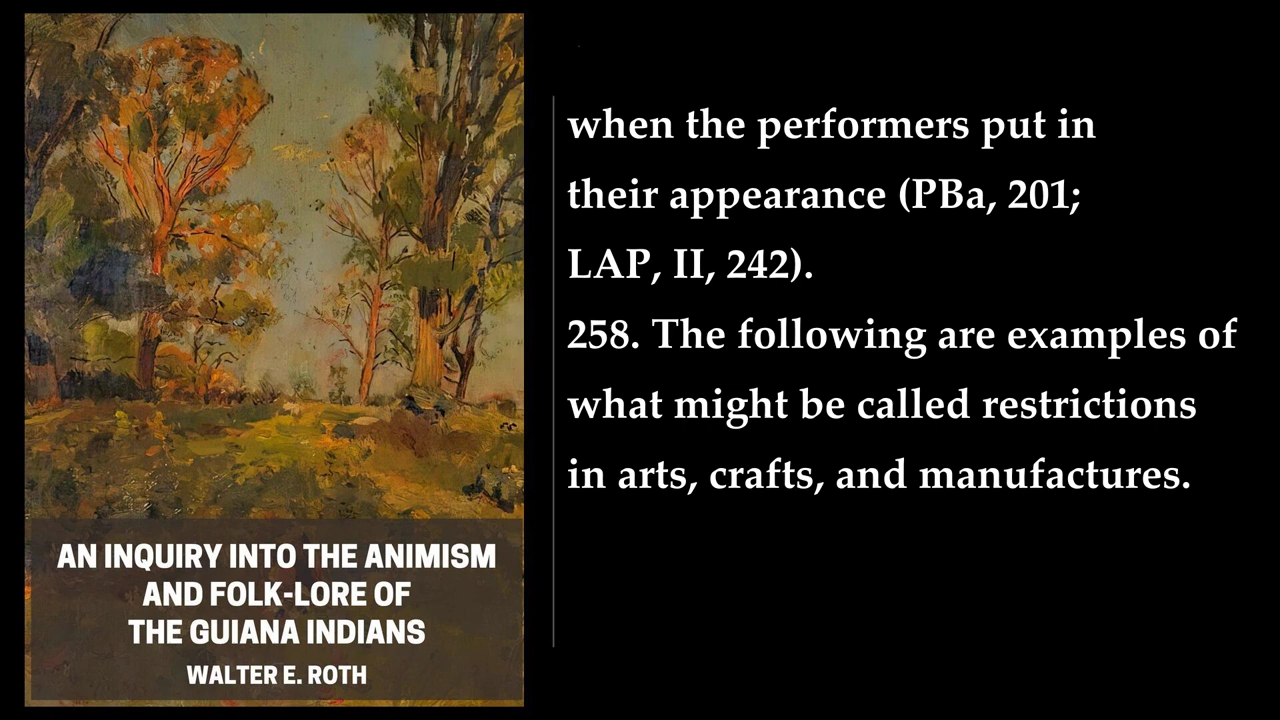 AN INQUIRY INTO THE ANIMISM
AND FOLK-LORE OF
THE GUIANA INDIANS
WALTER E. ROTH
when the performers put in
their appearance (PBa, 201;
LAP, II, 242).
258. The following are examples of
what might be called restrictions
in arts, crafts, and manufactures.